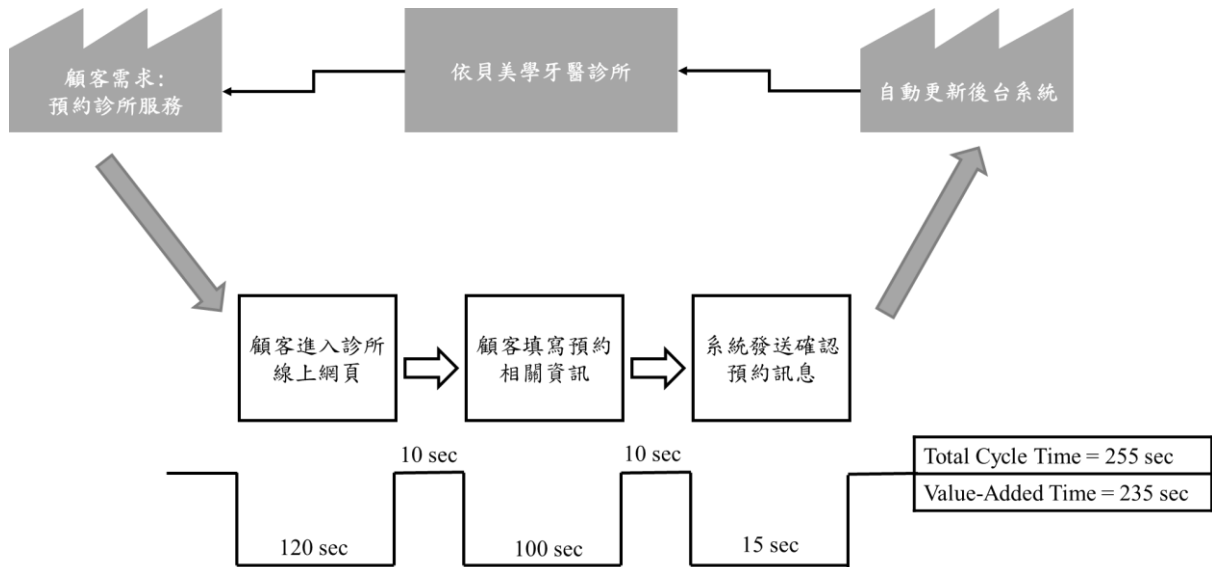 顧客需求:
預約診所服務
依貝美學牙醫診所
自動更新後台系統
顧客進入診所
線上網頁
顧客填寫預約
相關資訊
系統發送確認
預約訊息
10 sec
10 sec
120 sec
100 sec
15 sec
Total Cycle Time = 255 sec
Value-Added Time = 235 sec